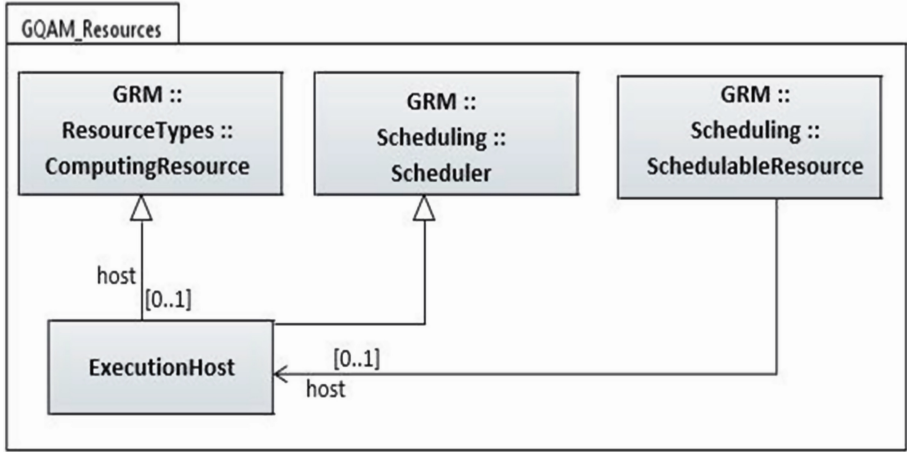 GQAM_Resources
GRM ::
ResourceTypes ::
ComputingResource
GRM ::
Scheduling ::
Scheduler
GRM ::
Scheduling ::
SchedulableResource
host
[0..1]
ExecutionHost
[0..1]
host